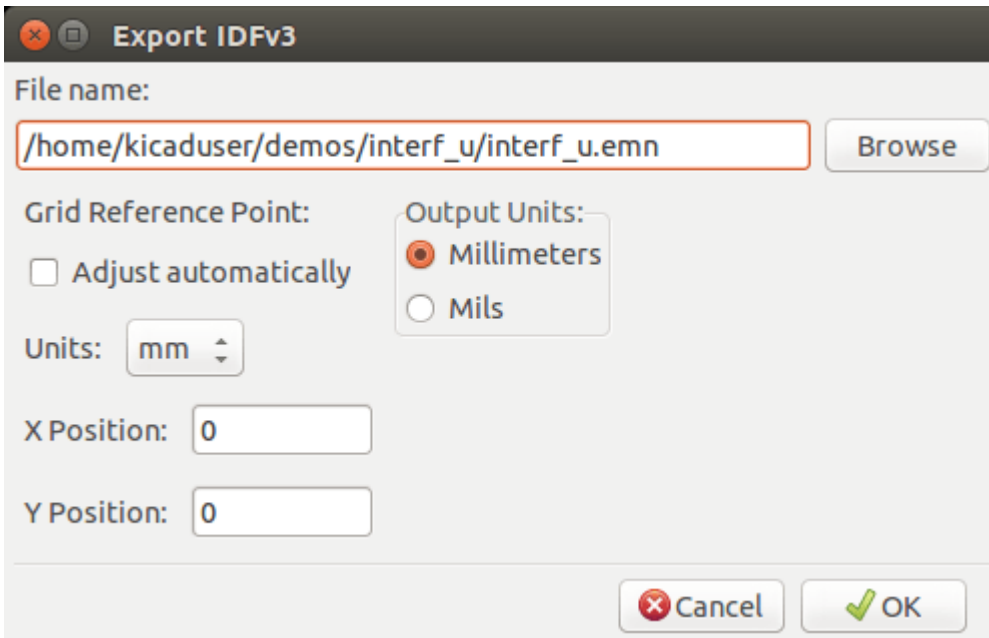 Export IDFv3
File name:
/home/kicaduser/demos/interf_u/interf_u.emn
Browse
Grid Reference Point:
Adjust automatically
Units: mm
X Position: 0
Y Position: 0
Output Units:
Millimeters
Mils
Cancel
OK